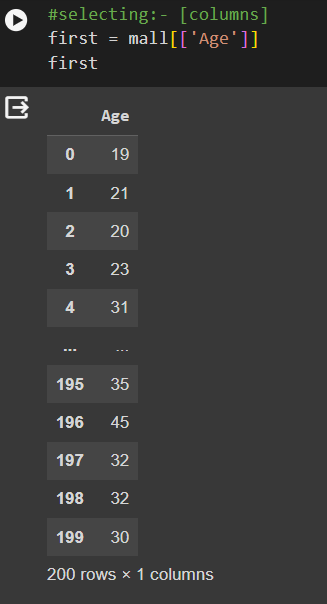 #selecting:- [columns]
first = mall[['Age']]
first
Age
0 19
1 21
2 20
3 23
4 31
... ...
195 35
196 45
197 32
198 32
199 30
200 rows × 1 columns